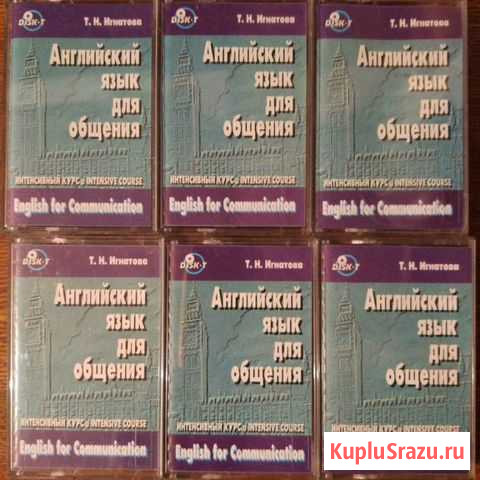 DISK-T Т. Н. Игнатова
Английский
язык
для
общения
ИНТЕНСИВНЫЙ КУРС INTENSIVE COURSE
English for Communication
DISK-T Т. Н. Игнатова
Английский
язык
для
общения
ИНТЕНСИВНЫЙ КУРС INTENSIVE COURSE
English for Communication
DISK-T Т. Н. Игнатова
Английский
язык
для
общения
ИНТЕНСИВНЫЙ КУРС INTENSIVE COURSE
English for Communication
DISK-T Т. Н. Игнатова
Английский
язык
для
общения
ИНТЕНСИВНЫЙ КУРС INTENSIVE COURSE
English for Communication
DISK-T Т. Н. Игнатова
Английский
язык
для
общения
ИНТЕНСИВНЫЙ КУРС INTENSIVE COURSE
English for Communication
DISK-T Т. Н. Игнатова
Английский
язык
для
общения
ИНТЕНСИВНЫЙ КУРС INTENSIVE COURSE
KupluSrazu.ru